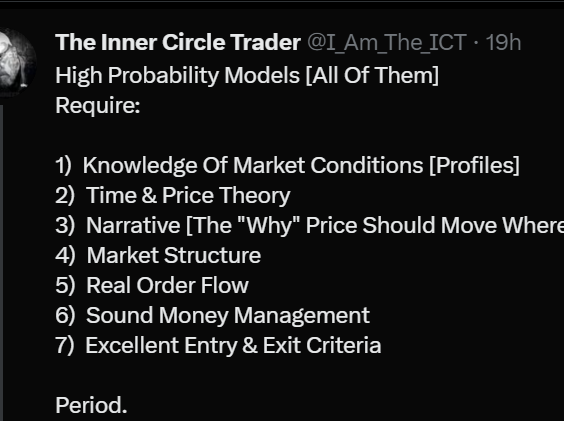 The Inner Circle Trader @I_Am_The_ICT · 19h
High Probability Models [All Of Them]
Require:
1) Knowledge Of Market Conditions [Profiles]
2) Time & Price Theory
3) Narrative [The "Why" Price Should Move Where
4) Market Structure
5) Real Order Flow
6) Sound Money Management
7) Excellent Entry & Exit Criteria
Period.